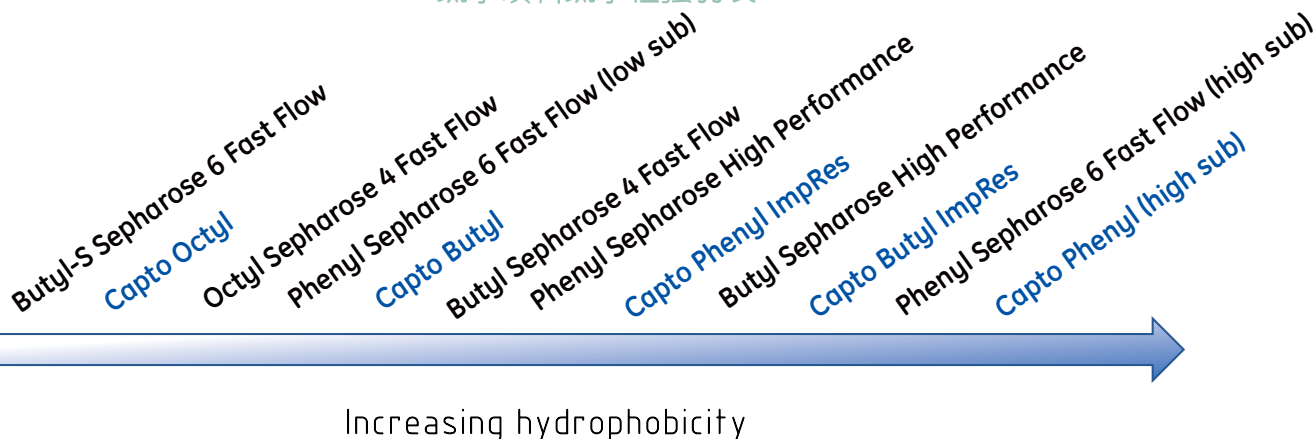 Butyl-S Sepharose 6 Fast Flow
Capto Octyl
Octyl Sepharose 4 Fast Flow
Phenyl Sepharose 6 Fast Flow (low sub)
Capto Butyl
Butyl Sepharose 4 Fast Flow
Phenyl Sepharose High Performance
Capto Phenyl ImpRes
Butyl Sepharose High Performance
Capto Butyl ImpRes
Phenyl Sepharose 6 Fast Flow (high sub)
Capto Phenyl (high sub)
Increasing hydrophobicity